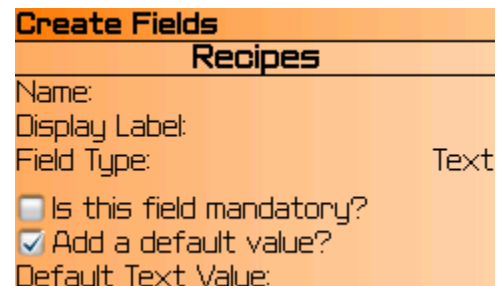 Create Fields
Recipes
Name:
Display Label:
Field Type: Text
Is this field mandatory?
Add a default value?
Default Text Value: